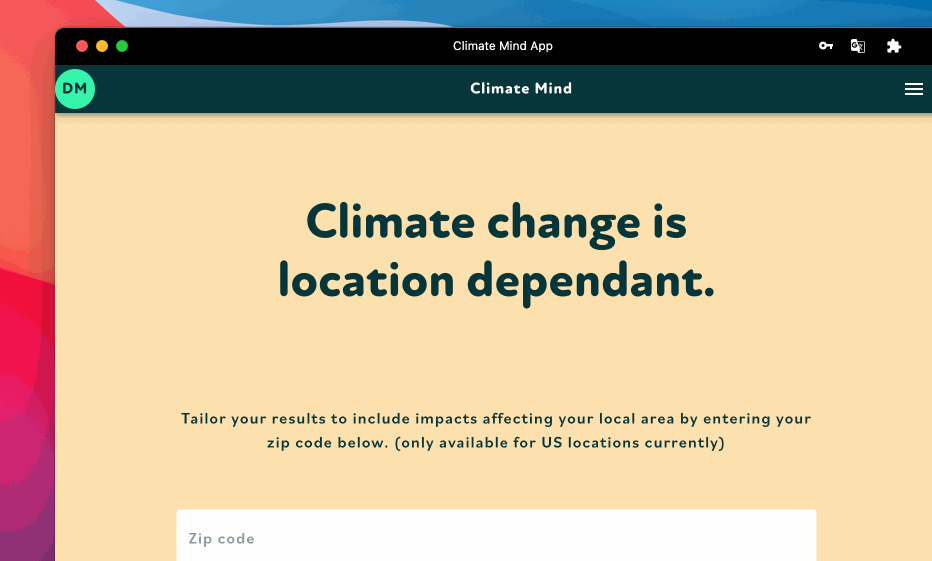 Climate Mind App
DM
Climate Mind
Climate change is
location dependant.
Tailor your results to include impacts affecting your local area by entering your
zip code below. (only available for US locations currently)
Zip code